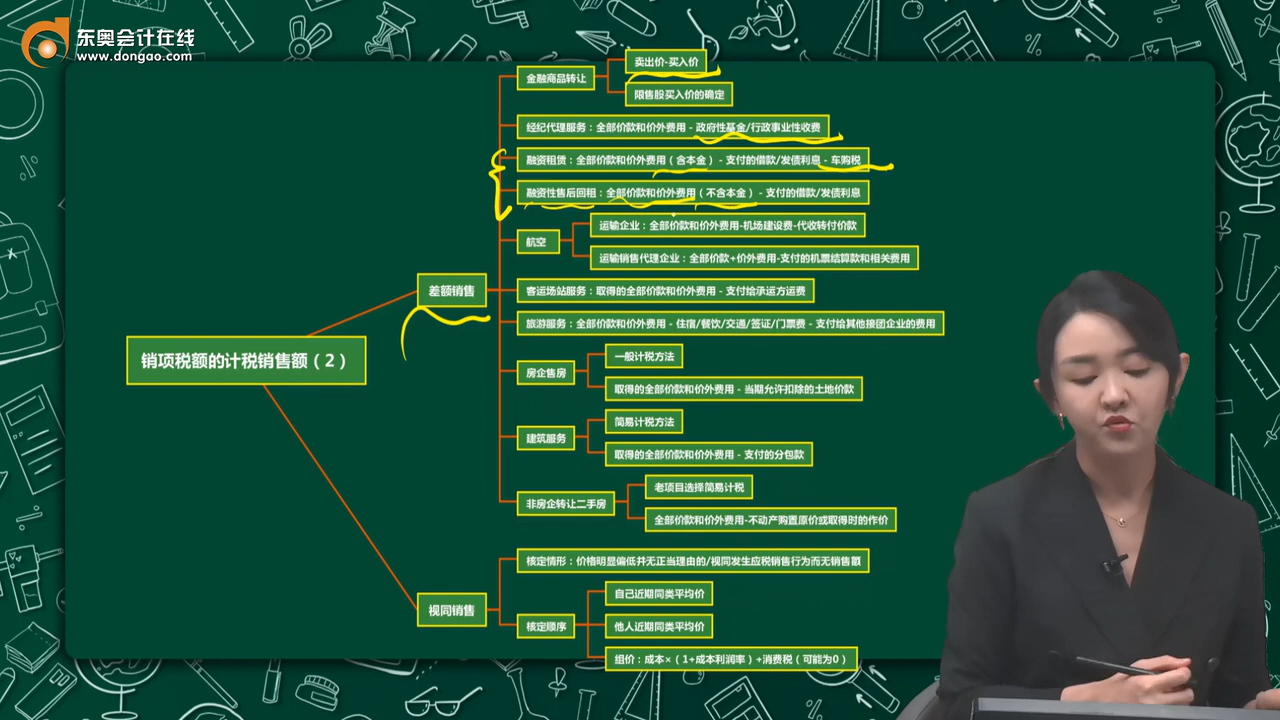 东奥会计在线
www.dongao.com
卖出价-买入价
金融商品转让
限售股买入价的确定
经纪代理服务：全部价款和价外费用 - 政府性基金/行政事业性收费
融资租赁：全部价款和价外费用（含本金）- 支付的借款/发债利息 - 车购税
融资性售后回租：全部价款和价外费用（不含本金）- 支付的借款/发债利息
运输企业：全部价款和价外费用-机场建设费-代收转付价款
航空
运输销售代理企业：全部价款+价外费用-支付的机票结算款和相关费用
差额销售
客运场站服务：取得的全部价款和价外费用 - 支付给承运方运费
旅游服务：全部价款和价外费用 - 住宿/餐饮/交通/签证/门票费 - 支付给其他接团企业的费用
销项税额的计税销售额（2）
一般计税方法
房企售房
取得的全部价款和价外费用 - 当期允许扣除的土地价款
简易计税方法
建筑服务
取得的全部价款和价外费用 - 支付的分包款
老项目选择简易计税
非房企转让二手房
全部价款和价外费用-不动产购置原价或取得时的作价
核定情形：价格明显偏低并无正当理由的/视同发生应税销售行为而无销售额
视同销售
自己近期同类平均价
核定顺序
他人近期同类平均价
组价：成本×（1+成本利润率）+消费税（可能为0）